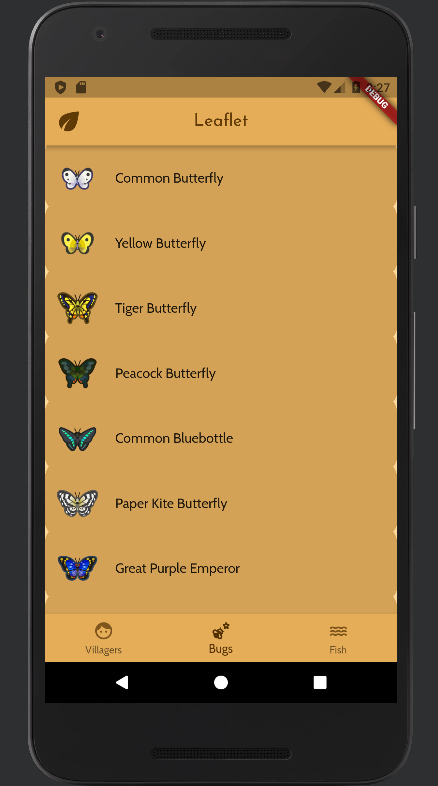 27
DEBUG
Leaflet
Common Butterfly
Yellow Butterfly
Tiger Butterfly
Peacock Butterfly
Common Bluebottle
Paper Kite Butterfly
Great Purple Emperor
Villagers
Bugs
Fish